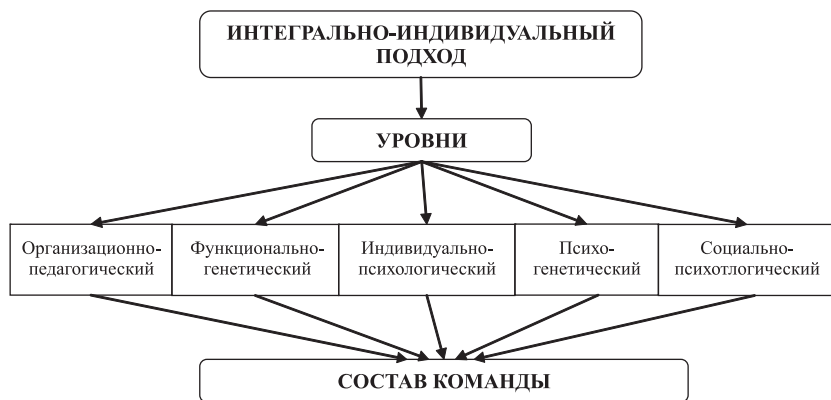 ИНТЕГРАЛЬНО-ИНДИВИДУАЛЬНЫЙ
ПОДХОД
УРОВНИ
Организационно-
педагогический
Функционально-
генетический
Индивидуально-
психологический
Психо-
генетический
Социально-
психотлогический
СОСТАВ КОМАНДЫ